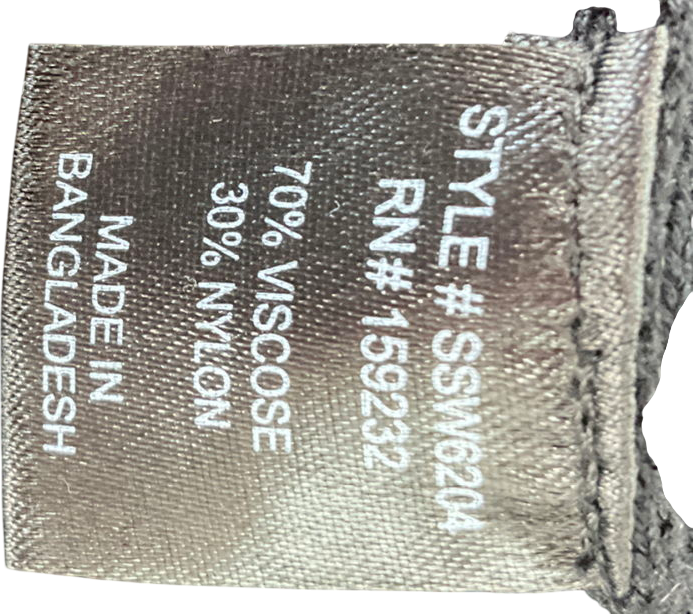 STYLE # SSW6204
RN# 159232
70% VISCOSE
30% NYLON
MADE IN
BANGLADESH